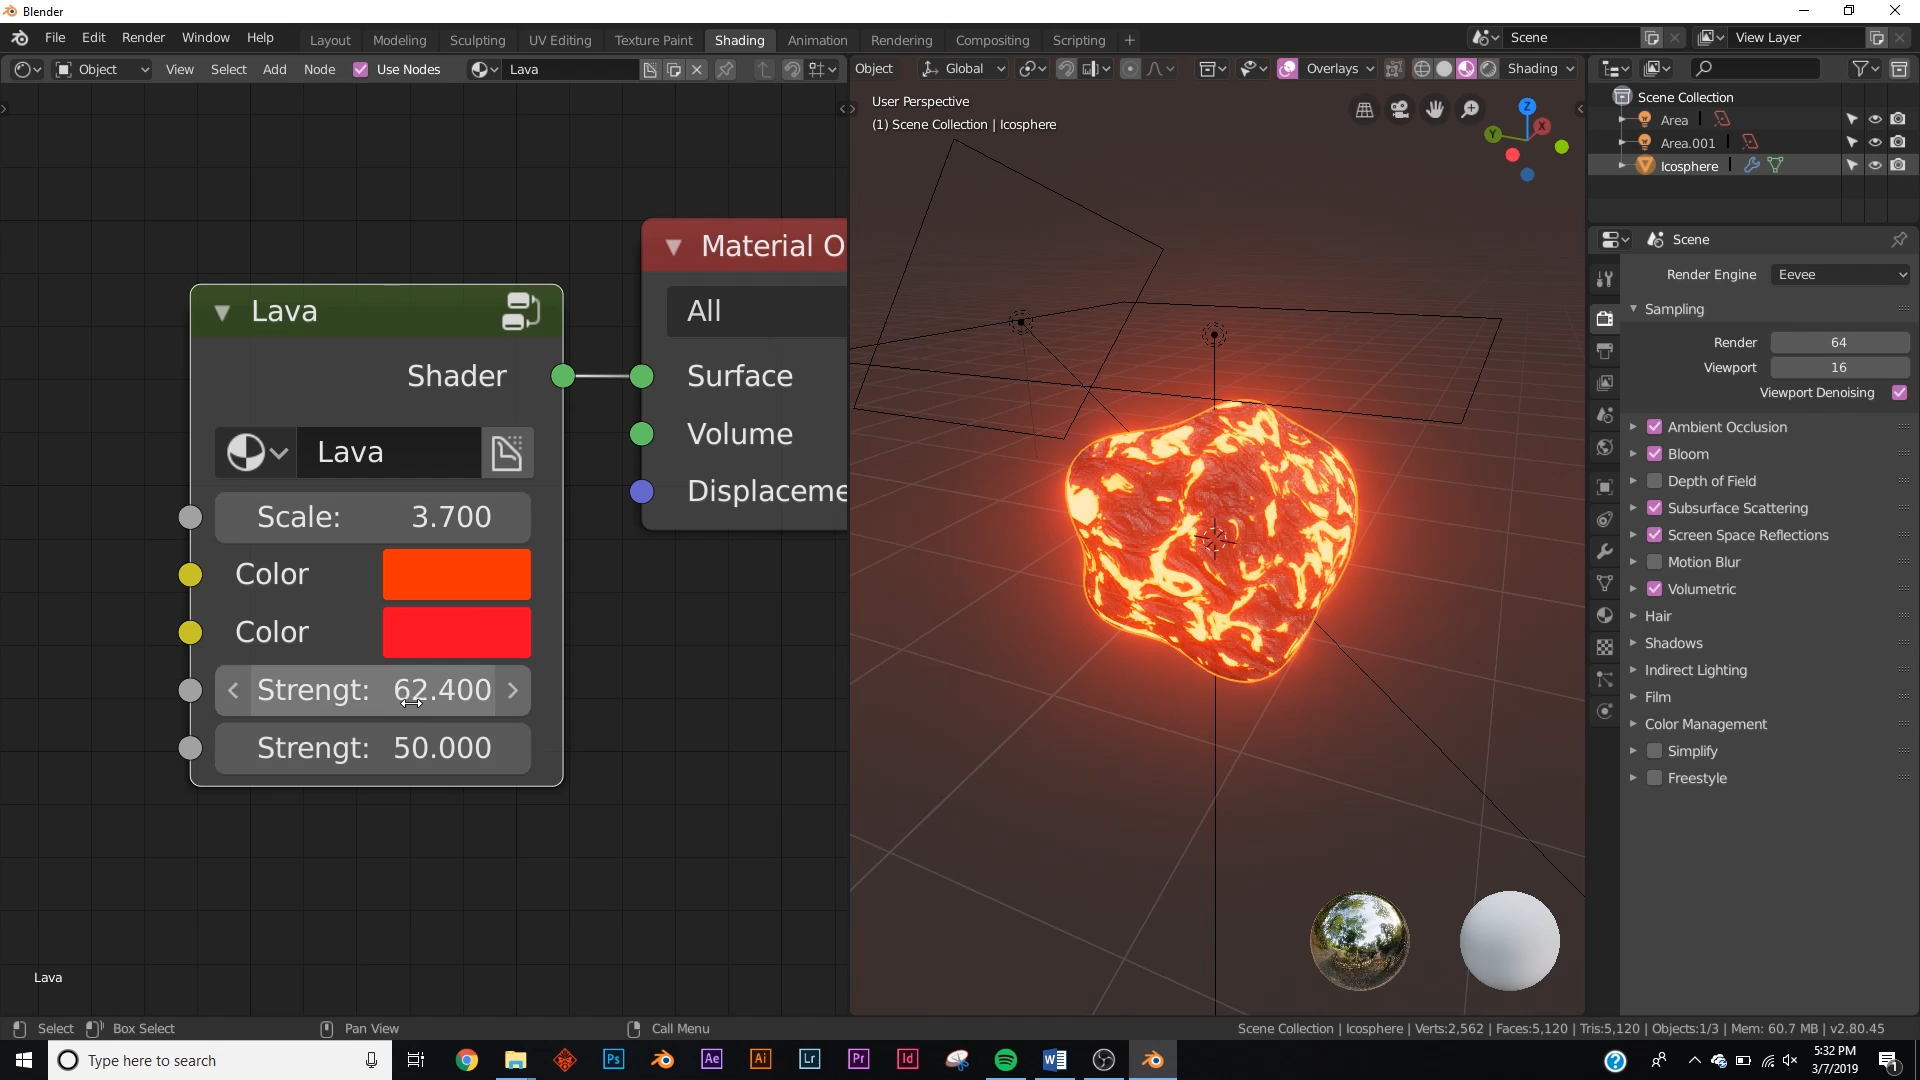 Blender
File Edit Render Window Help Layout Modeling Sculpting UV Editing Texture Paint Shading Animation Rendering Compositing Scripting + Scene View Layer
Object View Select Add Node Use Nodes Lava
Object Global Overlays Shading
User Perspective
(1) Scene Collection | Icosphere
Z
Y
X
Material O
All
Surface
Volume
Displaceme
Lava
Shader
Lava
Scale: 3.700
Color
Color
Strengt: 62.400
Strengt: 50.000
Lava
Scene Collection
Area
Area.001
Icosphere
Scene
Render Engine Eevee
Sampling
Render 64
Viewport 16
Viewport Denoising
Ambient Occlusion
Bloom
Depth of Field
Subsurface Scattering
Screen Space Reflections
Motion Blur
Volumetric
Hair
Shadows
Indirect Lighting
Film
Color Management
Simplify
Freestyle
Select Box Select Pan View Call Menu
Scene Collection | Icosphere | Verts:2,562 | Faces:5,120 | Tris:5,120 | Objects:1/3 | Mem: 60.7 MB | v2.80.45
Type here to search
Ps
Ae
Ai
Lr
Pr
Id
5:32 PM
3/7/2019
1